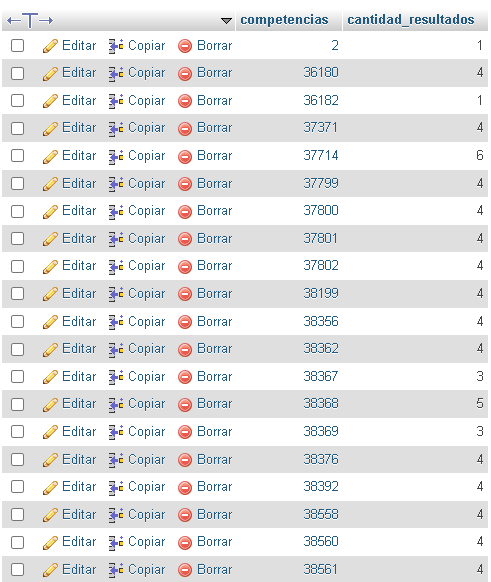 competencias cantidad_resultados
Editar Copiar Borrar 2 1
Editar Copiar Borrar 36180 4
Editar Copiar Borrar 36182 1
Editar Copiar Borrar 37371 4
Editar Copiar Borrar 37714 6
Editar Copiar Borrar 37799 4
Editar Copiar Borrar 37800 4
Editar Copiar Borrar 37801 4
Editar Copiar Borrar 37802 4
Editar Copiar Borrar 38199 4
Editar Copiar Borrar 38356 4
Editar Copiar Borrar 38362 4
Editar Copiar Borrar 38367 3
Editar Copiar Borrar 38368 5
Editar Copiar Borrar 38369 3
Editar Copiar Borrar 38376 4
Editar Copiar Borrar 38392 4
Editar Copiar Borrar 38558 4
Editar Copiar Borrar 38560 4
Editar Copiar Borrar 38561 4